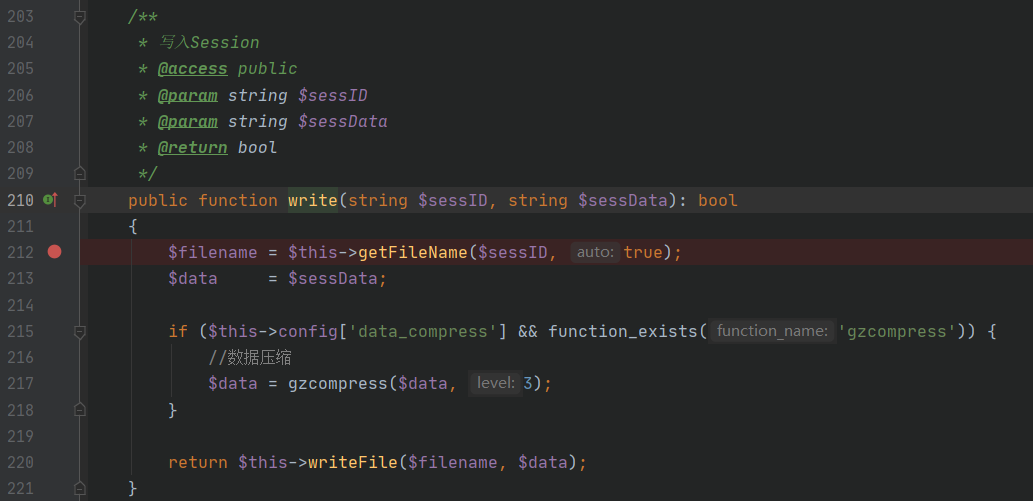 203 /**
204 * 写入Session
205 * @access public
206 * @param string $sessID
207 * @param string $sessData
208 * @return bool
209 */
210 public function write(string $sessID, string $sessData): bool
211 {
212 $filename = $this->getFileName($sessID, auto: true);
213 $data = $sessData;
214
215 if ($this->config['data_compress'] && function_exists( function_name: 'gzcompress')) {
216 //数据压缩
217 $data = gzcompress($data, level: 3);
218 }
219
220 return $this->writeFile($filename, $data);
221 }